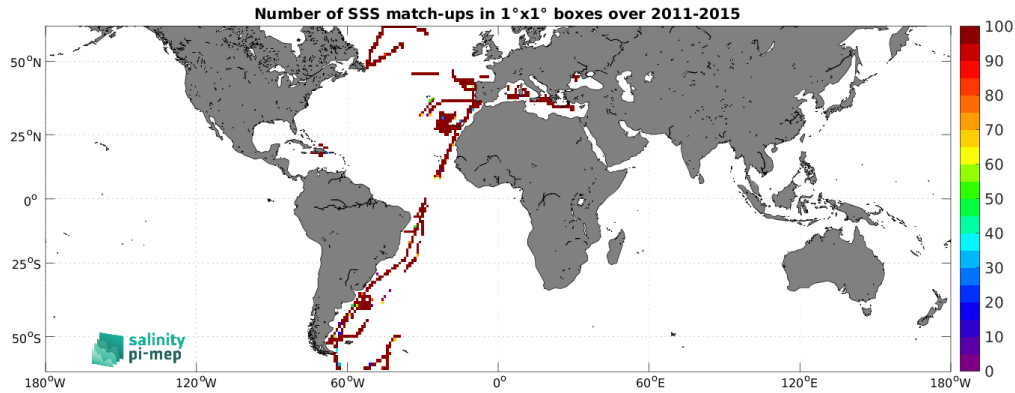 Number of SSS match-ups in 1°x1° boxes over 2011-2015
50°N
25°N
0°
25°S
50°S
180°W
120°W
60°W
0°
60°E
120°E
180°W
100
90
80
70
60
50
40
30
20
10
0
salinity
pi-mep